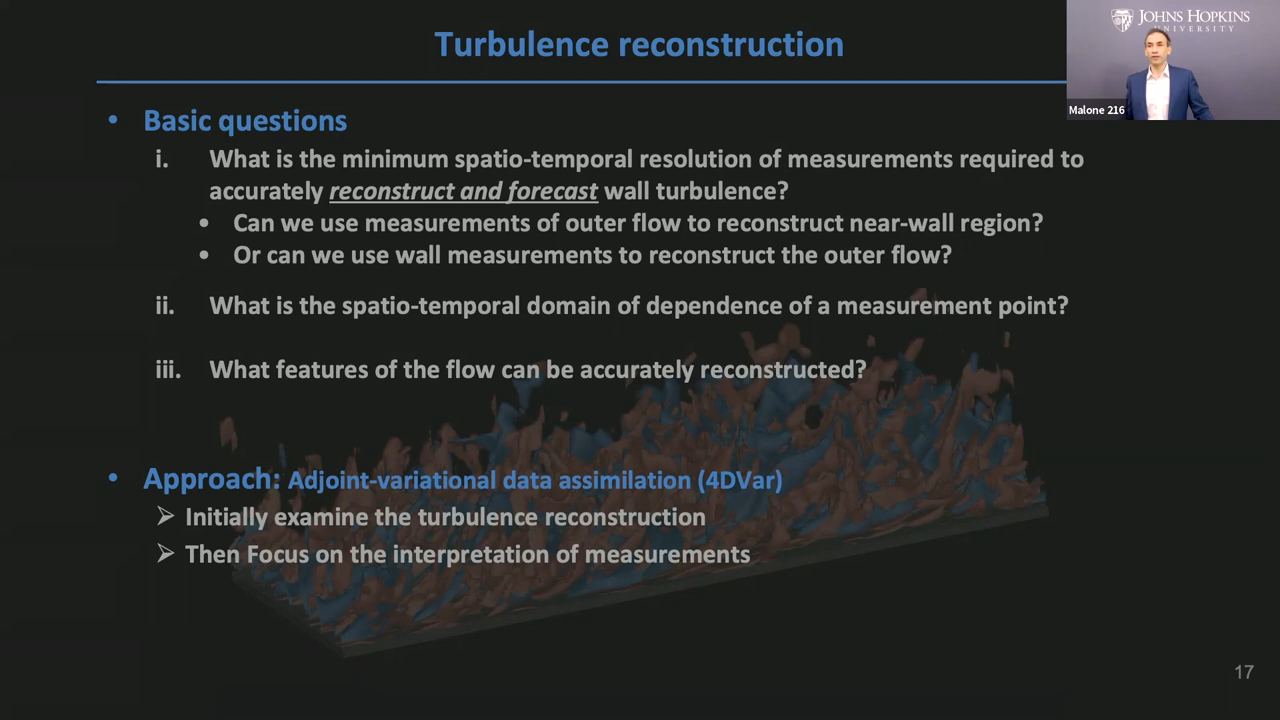 Turbulence reconstruction
JOHNS HOPKINS
UNIVERSITY
Malone 216
• Basic questions
i. What is the minimum spatio-temporal resolution of measurements required to
accurately reconstruct and forecast wall turbulence?
• Can we use measurements of outer flow to reconstruct near-wall region?
• Or can we use wall measurements to reconstruct the outer flow?
ii. What is the spatio-temporal domain of dependence of a measurement point?
iii. What features of the flow can be accurately reconstructed?
• Approach: Adjoint-variational data assimilation (4DVar)
➢ Initially examine the turbulence reconstruction
➢ Then Focus on the interpretation of measurements
17